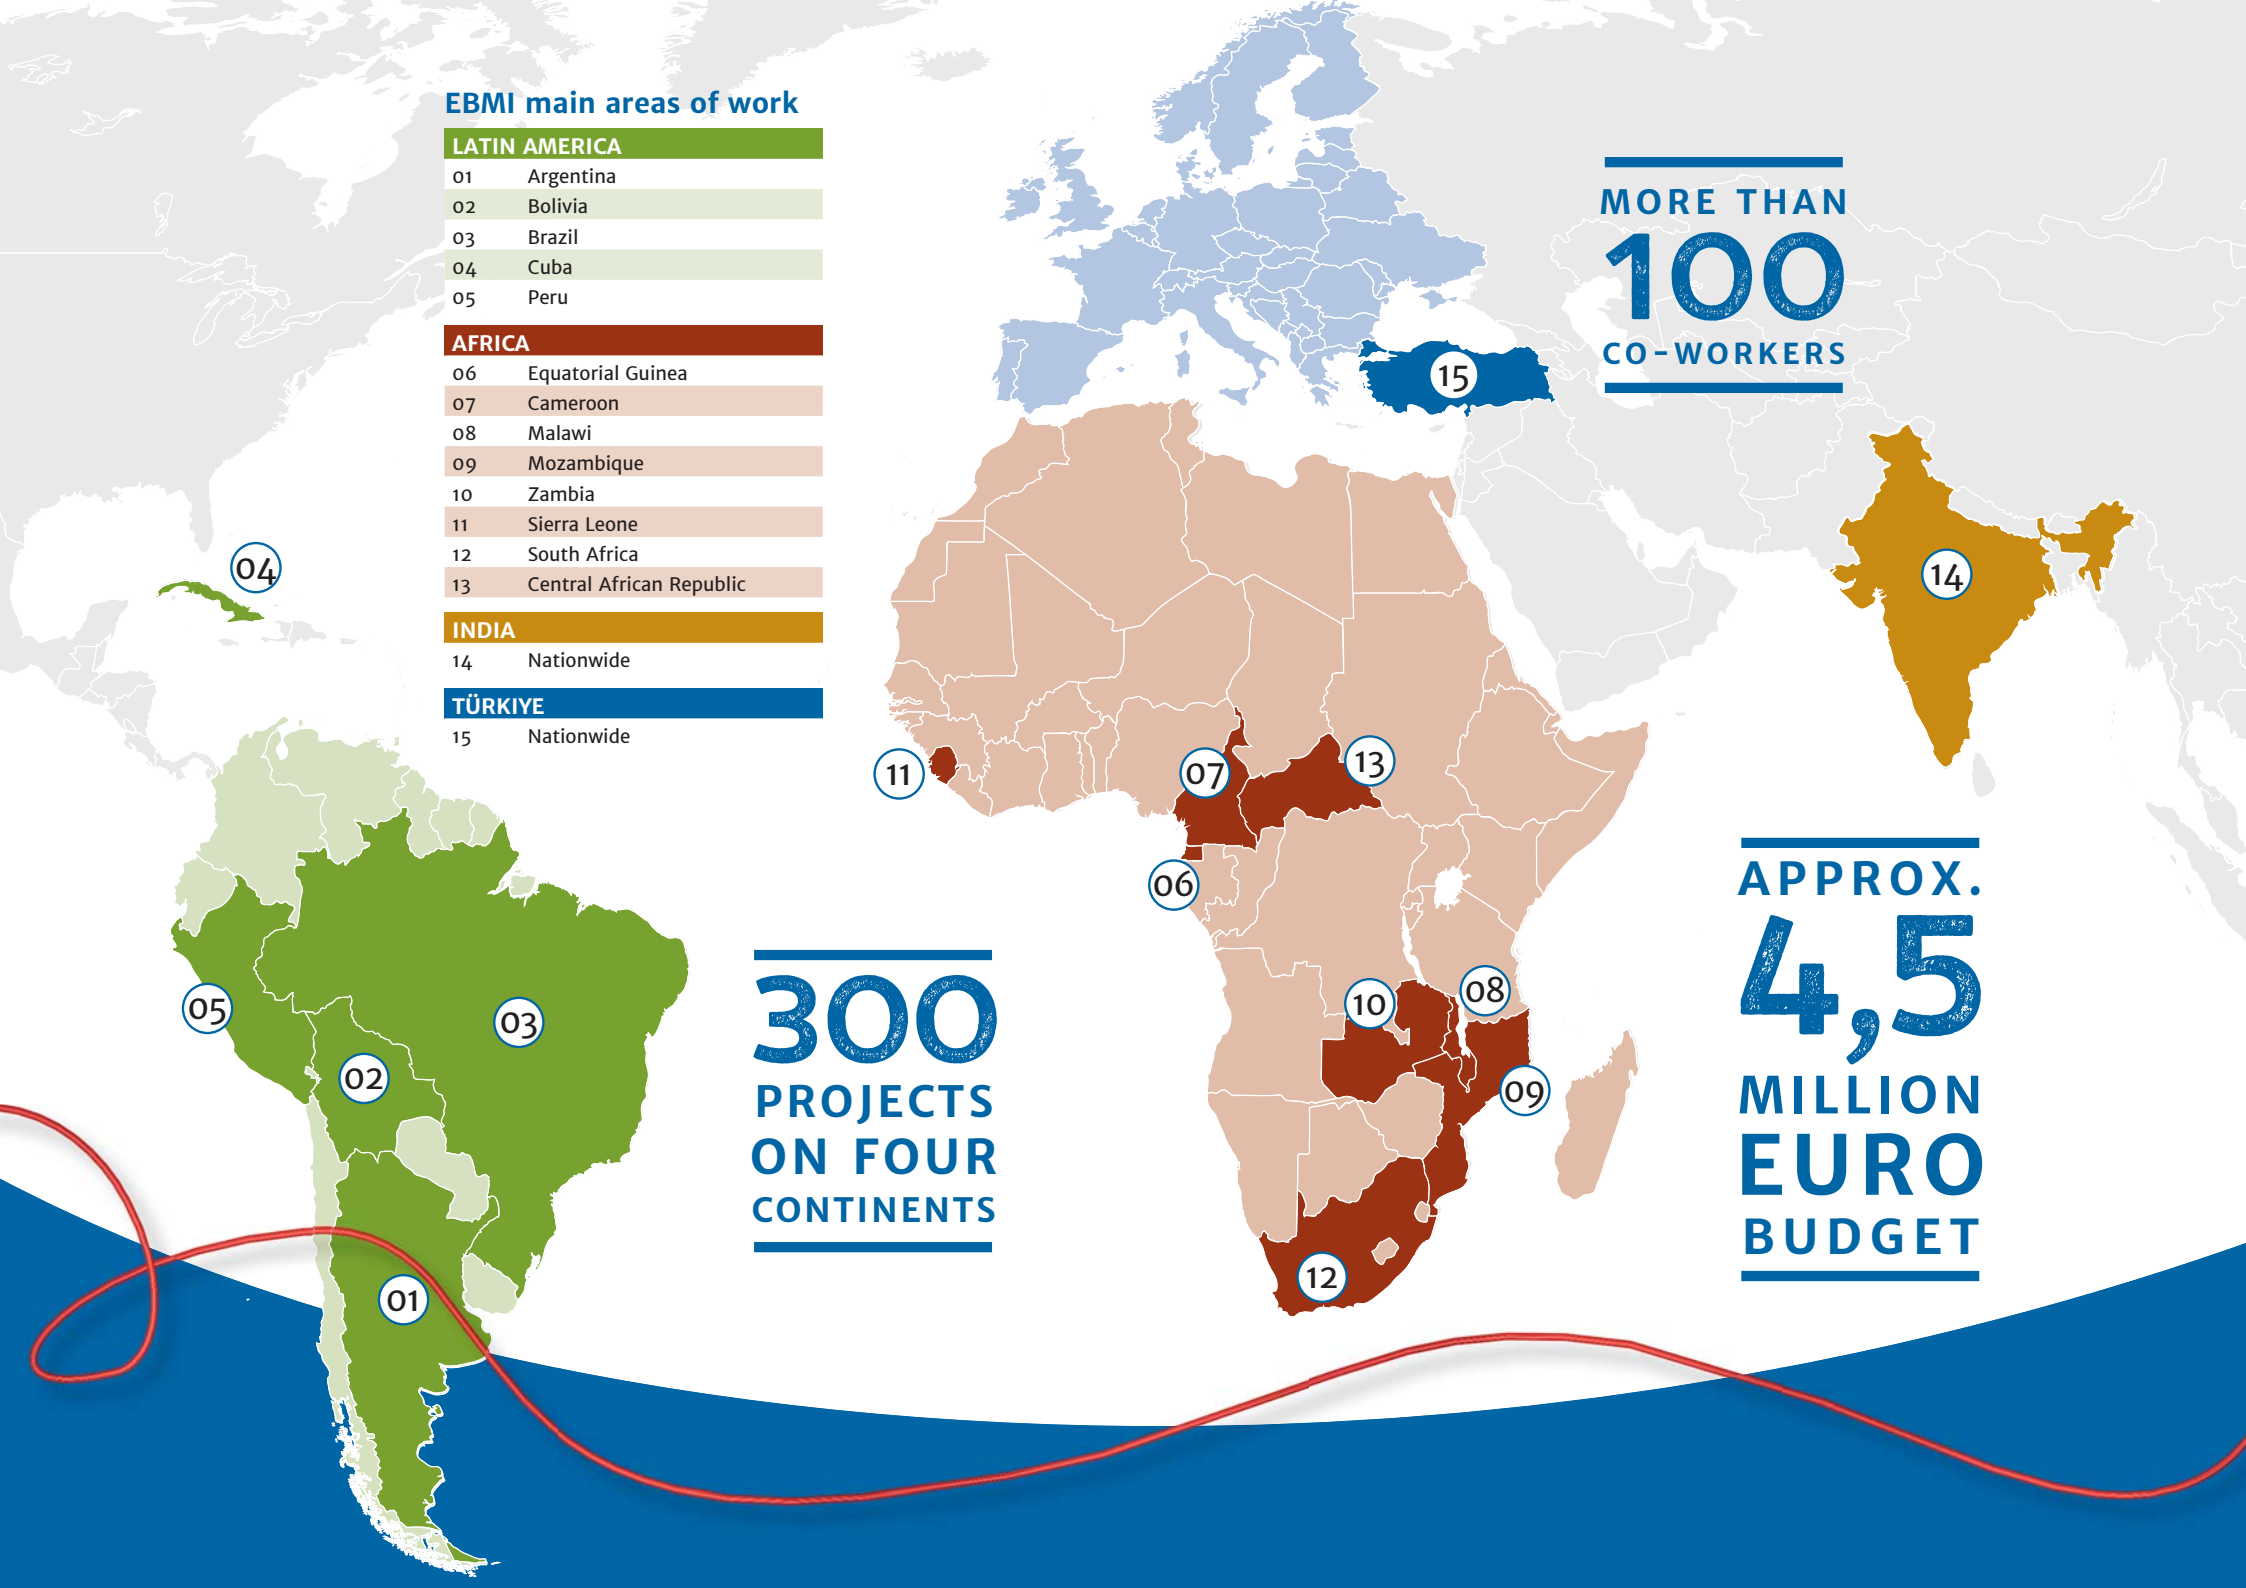 EBMI main areas of work
LATIN AMERICA
01 Argentina
02 Bolivia
03 Brazil
04 Cuba
05 Peru
AFRICA
06 Equatorial Guinea
07 Cameroon
08 Malawi
09 Mozambique
10 Zambia
11 Sierra Leone
12 South Africa
13 Central African Republic
INDIA
14 Nationwide
TÜRKIYE
15 Nationwide
MORE THAN
100
CO-WORKERS
15
04
14
11
07
13
06
05
03
02
10
08
09
12
01
300
PROJECTS
ON FOUR
CONTINENTS
APPROX.
4,5
MILLION
EURO
BUDGET